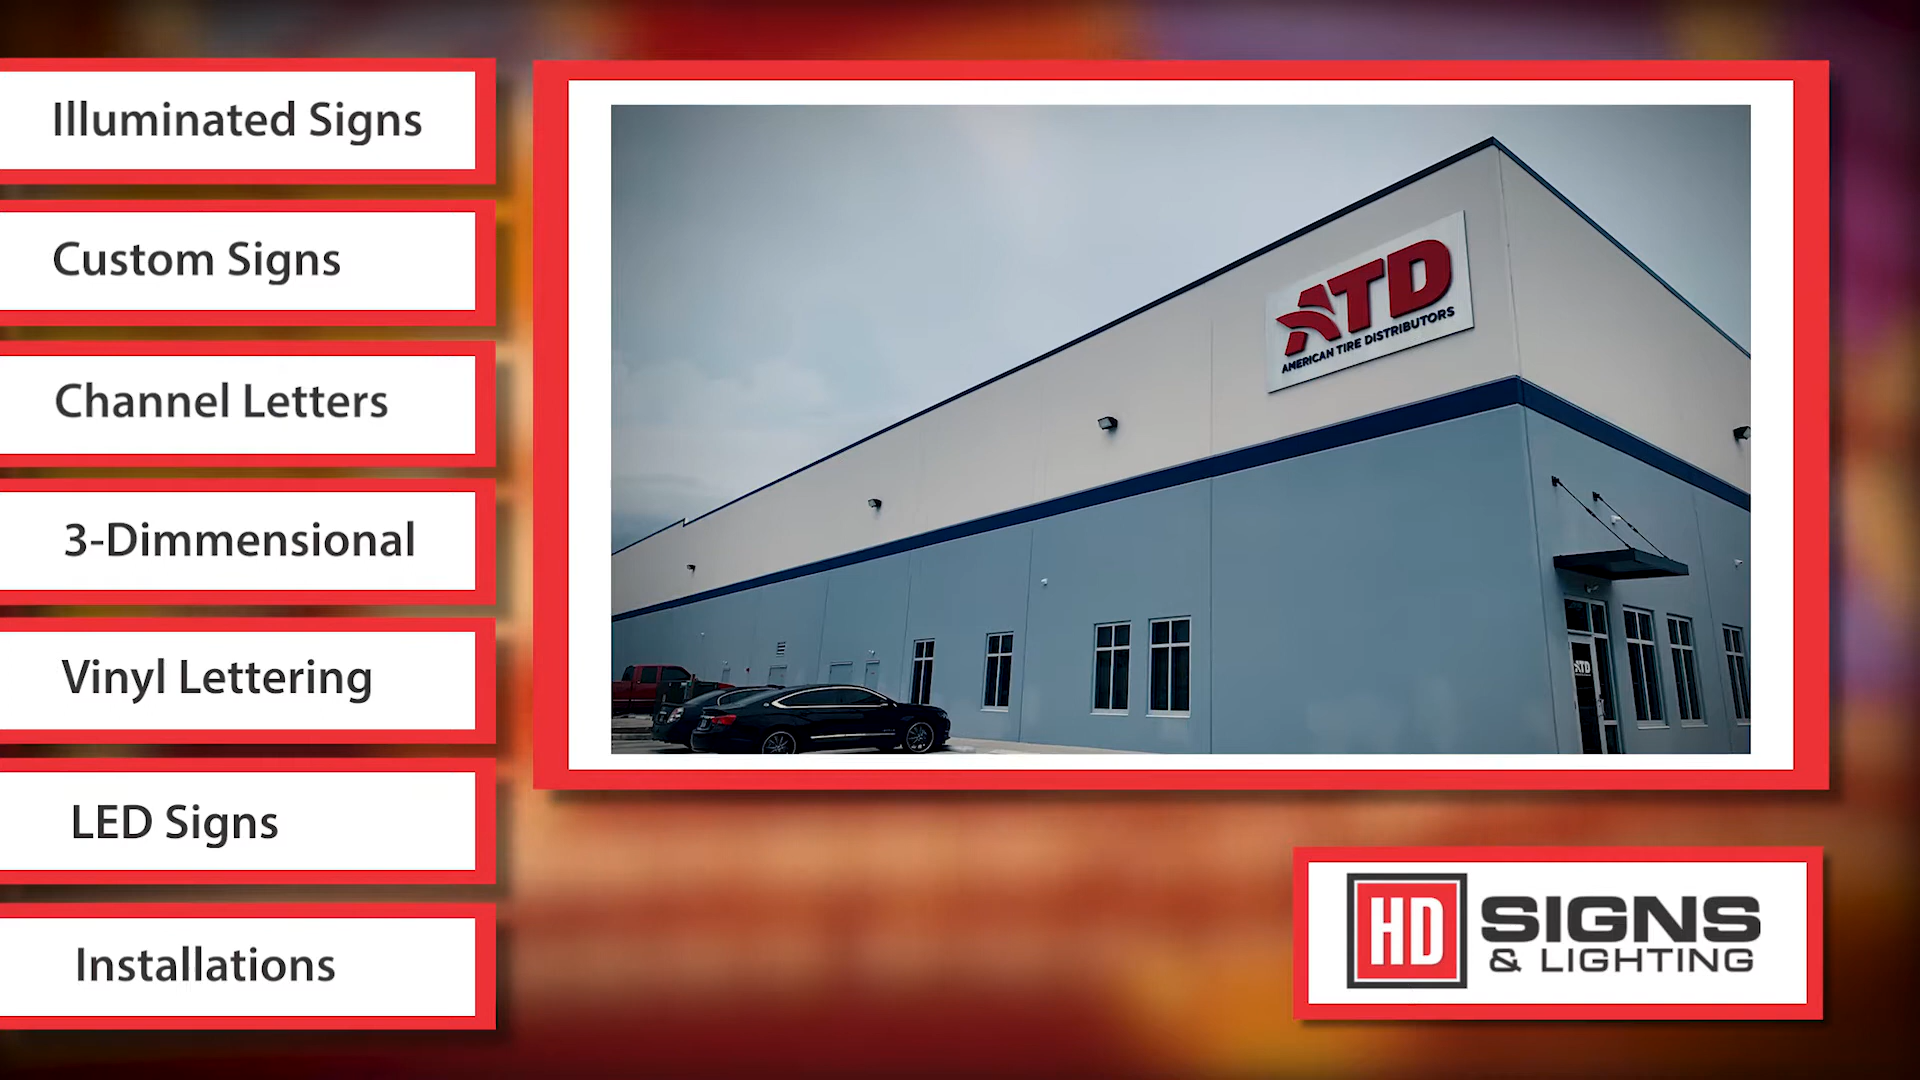 Illuminated Signs
Custom Signs
Channel Letters
3-Dimmensional
Vinyl Lettering
LED Signs
Installations
ATD
AMERICAN TIRE DISTRIBUTORS
ATD
HD SIGNS
& LIGHTING